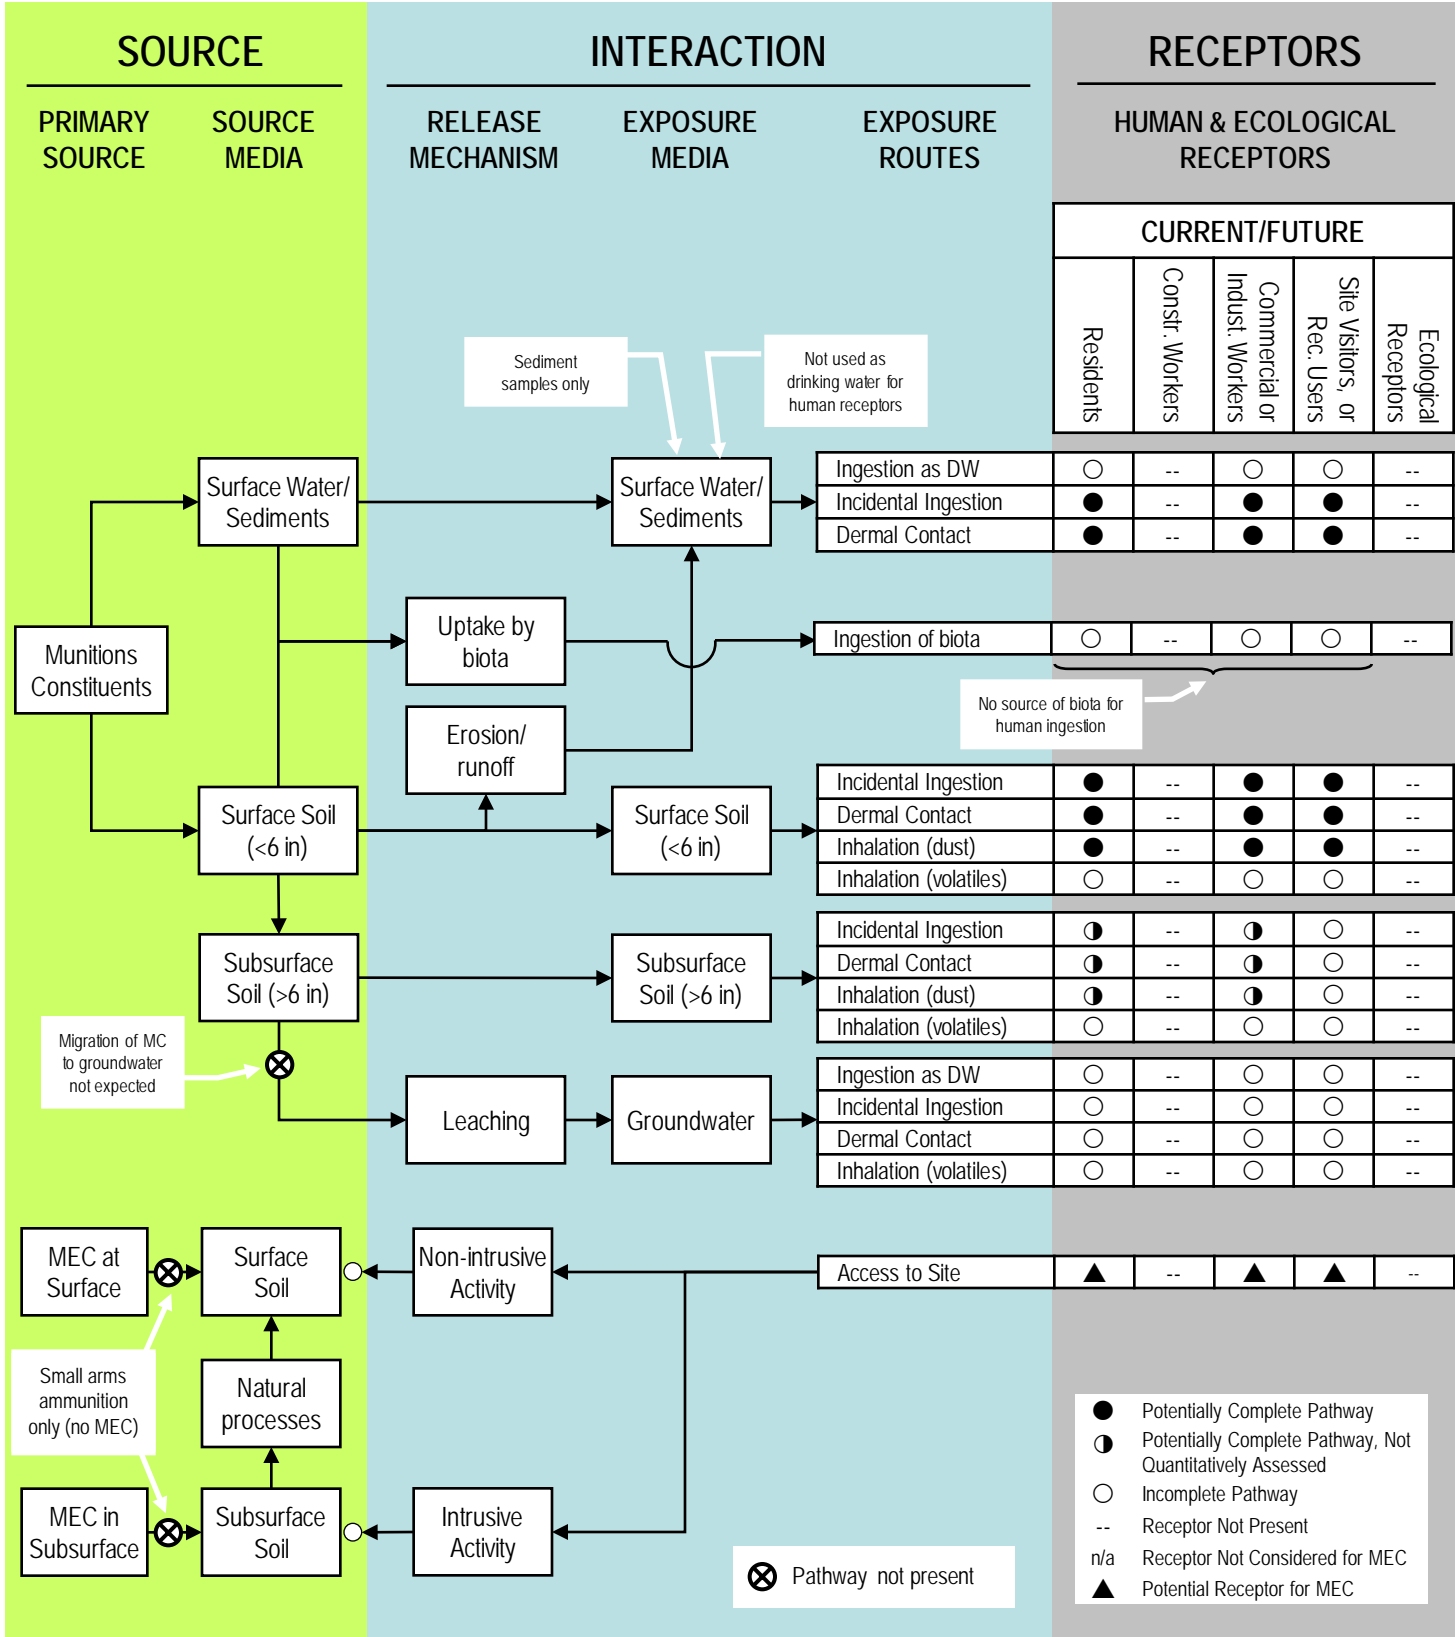 SOURCE
INTERACTION
RECEPTORS
PRIMARY
SOURCE
SOURCE
MEDIA
RELEASE
MECHANISM
EXPOSURE
MEDIA
EXPOSURE
ROUTES
HUMAN & ECOLOGICAL
RECEPTORS
CURRENT/FUTURE
Residents
Constr. Workers
Commercial or
Indust. Workers
Site Visitors, or
Rec. Users
Ecological
Receptors
Sediment
samples only
Not used as
drinking water for
human receptors
Surface Water/
Sediments
Surface Water/
Sediments
Ingestion as DW -- --
Incidental Ingestion -- --
Dermal Contact -- --
Munitions
Constituents
Uptake by
biota
Ingestion of biota -- --
No source of biota for
human ingestion
Erosion/
runoff
Surface Soil
(<6 in)
Surface Soil
(<6 in)
Incidental Ingestion -- --
Dermal Contact -- --
Inhalation (dust) -- --
Inhalation (volatiles) -- --
Subsurface
Soil (>6 in)
Subsurface
Soil (>6 in)
Incidental Ingestion -- --
Dermal Contact -- --
Inhalation (dust) -- --
Inhalation (volatiles) -- --
Migration of MC
to groundwater
not expected
Leaching
Groundwater
Ingestion as DW -- --
Incidental Ingestion -- --
Dermal Contact -- --
Inhalation (volatiles) -- --
MEC at
Surface
Surface
Soil
Non-intrusive
Activity
Access to Site -- --
Small arms
ammunition
only (no MEC)
Natural
processes
MEC in
Subsurface
Subsurface
Soil
Intrusive
Activity
Pathway not present
Potentially Complete Pathway
Potentially Complete Pathway, Not
Quantitatively Assessed
Incomplete Pathway
-- Receptor Not Present
n/a Receptor Not Considered for MEC
Potential Receptor for MEC